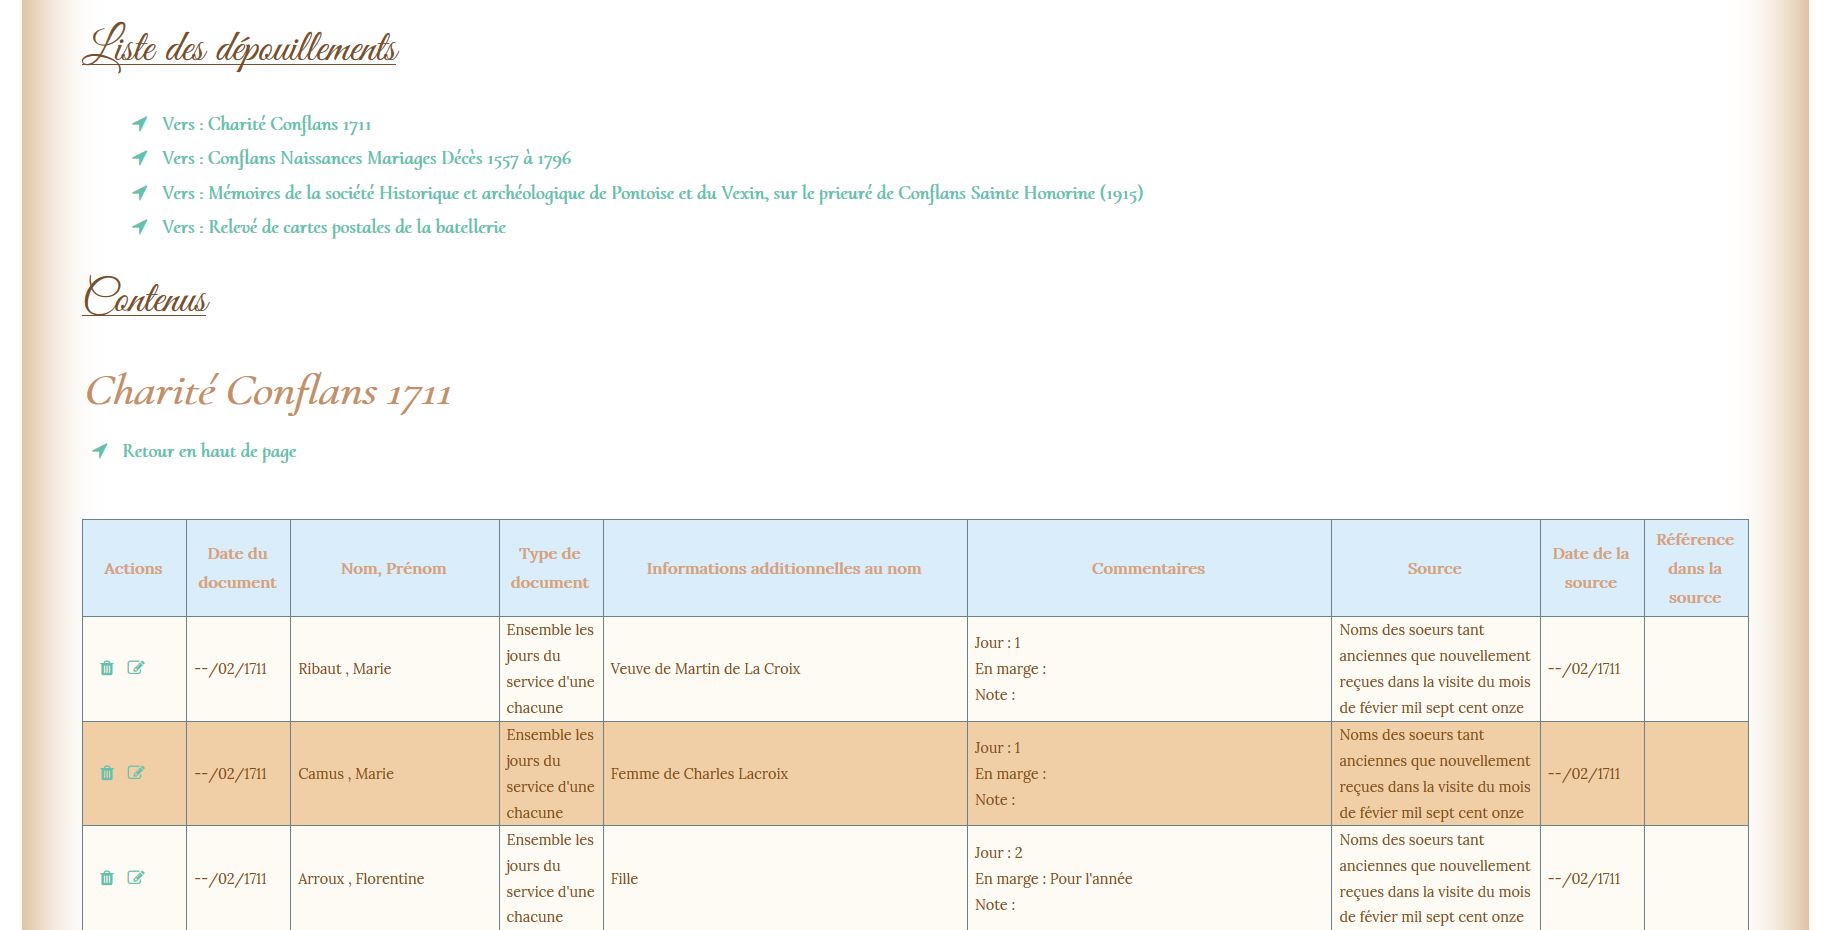 Liste des dépouillements
Vers : Charité Conflans 1711
Vers : Conflans Naissances Mariages Décès 1557 à 1796
Vers : Mémoires de la société Historique et archéologique de Pontoise et du Vexin, sur le prieuré de Conflans Sainte Honorine (1915)
Vers : Relevé de cartes postales de la batellerie
Contenus
Charité Conflans 1711
Retour en haut de page
Actions
Date du
document
Nom, Prénom
Type de
document
Informations additionnelles au nom
Commentaires
Source
Date de la
source
Référence
dans la
source
--/02/1711
Ribaut , Marie
Ensemble les
jours du
service d'une
chacune
Veuve de Martin de La Croix
Jour : 1
En marge :
Note :
Noms des soeurs tant
anciennes que nouvellement
reçues dans la visite du mois
de févier mil sept cent onze
--/02/1711
--/02/1711
Camus , Marie
Ensemble les
jours du
service d'une
chacune
Femme de Charles Lacroix
Jour : 1
En marge :
Note :
Noms des soeurs tant
anciennes que nouvellement
reçues dans la visite du mois
de févier mil sept cent onze
--/02/1711
--/02/1711
Arroux , Florentine
Ensemble les
jours du
service d'une
chacune
Fille
Jour : 2
En marge : Pour l'année
Note :
Noms des soeurs tant
anciennes que nouvellement
reçues dans la visite du mois
de févier mil sept cent onze
--/02/1711